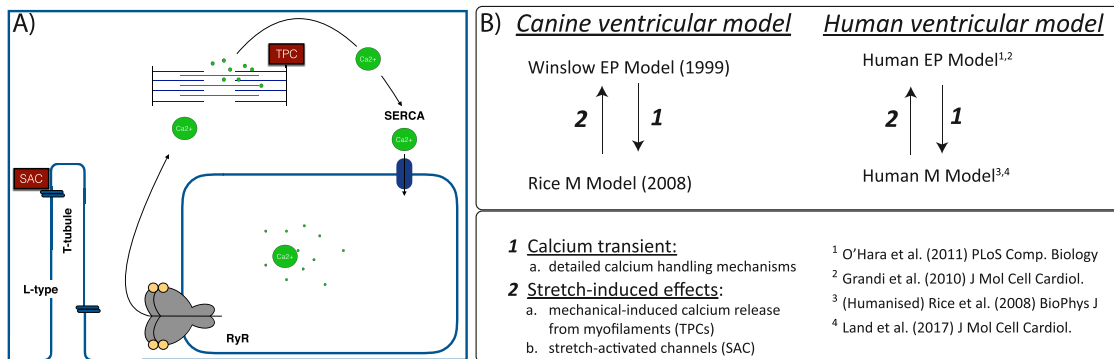 A)
TPC
Ca2+
SERCA
Ca2+
Ca2+
SAC
T-tubule
L-type
Ca2+
RyR
B) Canine ventricular model
Human ventricular model
Winslow EP Model (1999)
2 1
Rice M Model (2008)
Human EP Model1,2
2 1
Human M Model3,4
1 Calcium transient:
a. detailed calcium handling mechanisms
2 Stretch-induced effects:
a. mechanical-induced calcium release
from myofilaments (TPCs)
b. stretch-activated channels (SAC)
1 O'Hara et al. (2011) PLoS Comp. Biology
2 Grandi et al. (2010) J Mol Cell Cardiol.
3 (Humanised) Rice et al. (2008) BioPhys J
4 Land et al. (2017) J Mol Cell Cardiol.